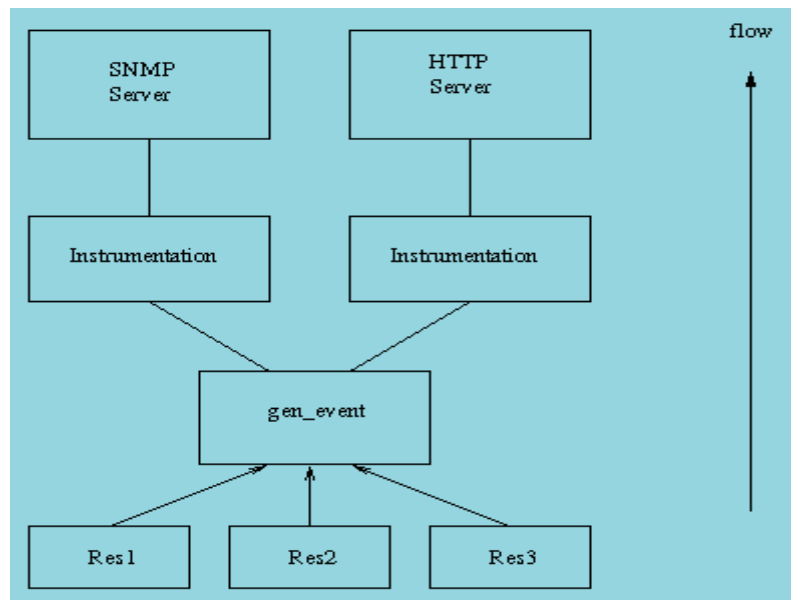 flow
SNMP
Server
HTTP
Server
Instrumentation
Instrumentation
gen_event
Res1
Res2
Res3